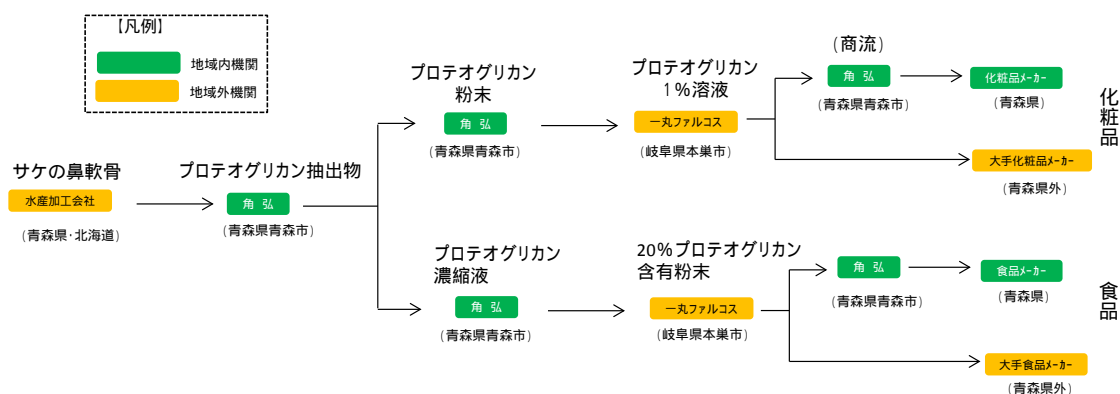 【凡例】
地域内機関
地域外機関
サケの鼻軟骨
水産加工会社
(青森県・北海道)
プロテオグリカン抽出物
角 弘
(青森県青森市)
プロテオグリカン
粉末
角 弘
(青森県青森市)
プロテオグリカン
1%溶液
一丸ファルコス
(岐阜県本巣市)
(商流)
角 弘
(青森県青森市)
化粧品メーカー
(青森県)
大手化粧品メーカー
(青森県外)
化粧品
プロテオグリカン
濃縮液
角 弘
(青森県青森市)
20%プロテオグリカン
含有粉末
一丸ファルコス
(岐阜県本巣市)
角 弘
(青森県青森市)
食品メーカー
(青森県)
大手食品メーカー
(青森県外)
食品